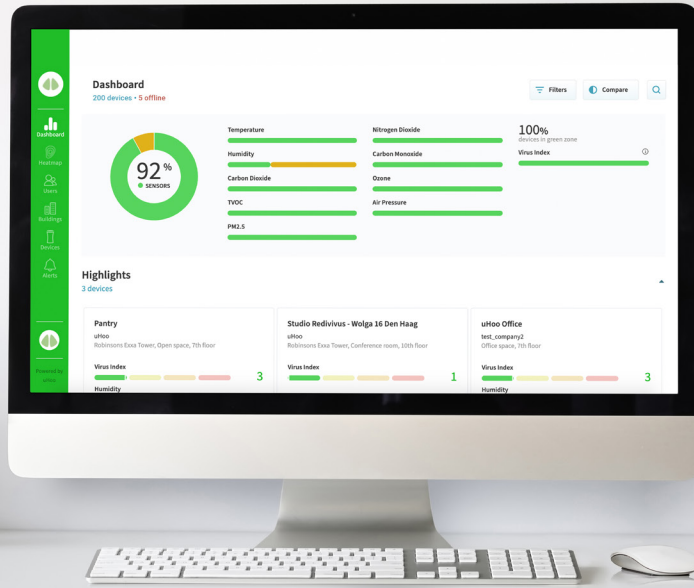 Dashboard
200 devices • 5 offline
Filters
Compare
92%
SENSORS
Temperature
Humidity
Carbon Dioxide
TVOC
PM2.5
Nitrogen Dioxide
Carbon Monoxide
Ozone
Air Pressure
100%
devices in green zone
Virus Index
Dashboard
Heatmap
Users
Buildings
Devices
Alerts
Powered by
uHoo
Highlights
3 devices
Pantry
uHoo
Robinsons Exxa Tower, Open space, 7th floor
Virus Index
3
Humidity
Studio Redivivus - Wolga 16 Den Haag
uHoo
Robinsons Exxa Tower, Conference room, 10th floor
Virus Index
1
Humidity
uHoo Office
test_company2
Office space, 7th floor
Virus Index
3
Humidity